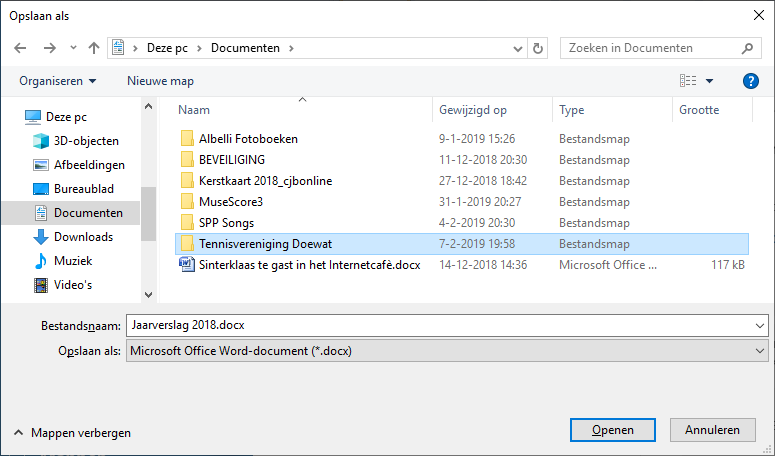 Opslaan als
Deze pc > Documenten >
Zoeken in Documenten
Organiseren
Nieuwe map
?
Naam Gewijzigd op Type Grootte
Deze pc
3D-objecten
Afbeeldingen
Bureaublad
Documenten
Downloads
Muziek
Video's
Albelli Fotoboeken 9-1-2019 15:26 Bestandsmap
BEVEILIGING 11-12-2018 20:30 Bestandsmap
Kerstkaart 2018_cjbonline 27-12-2018 18:42 Bestandsmap
MuseScore3 31-1-2019 20:27 Bestandsmap
SPP Songs 4-2-2019 20:30 Bestandsmap
Tennisvereniging Doewat 7-2-2019 19:58 Bestandsmap
Sinterklaas te gast in het Internetcafè.docx 14-12-2018 14:36 Microsoft Office ... 117 kB
Bestandsnaam: Jaarverslag 2018.docx
Opslaan als: Microsoft Office Word-document (*.docx)
Mappen verbergen
Openen
Annuleren